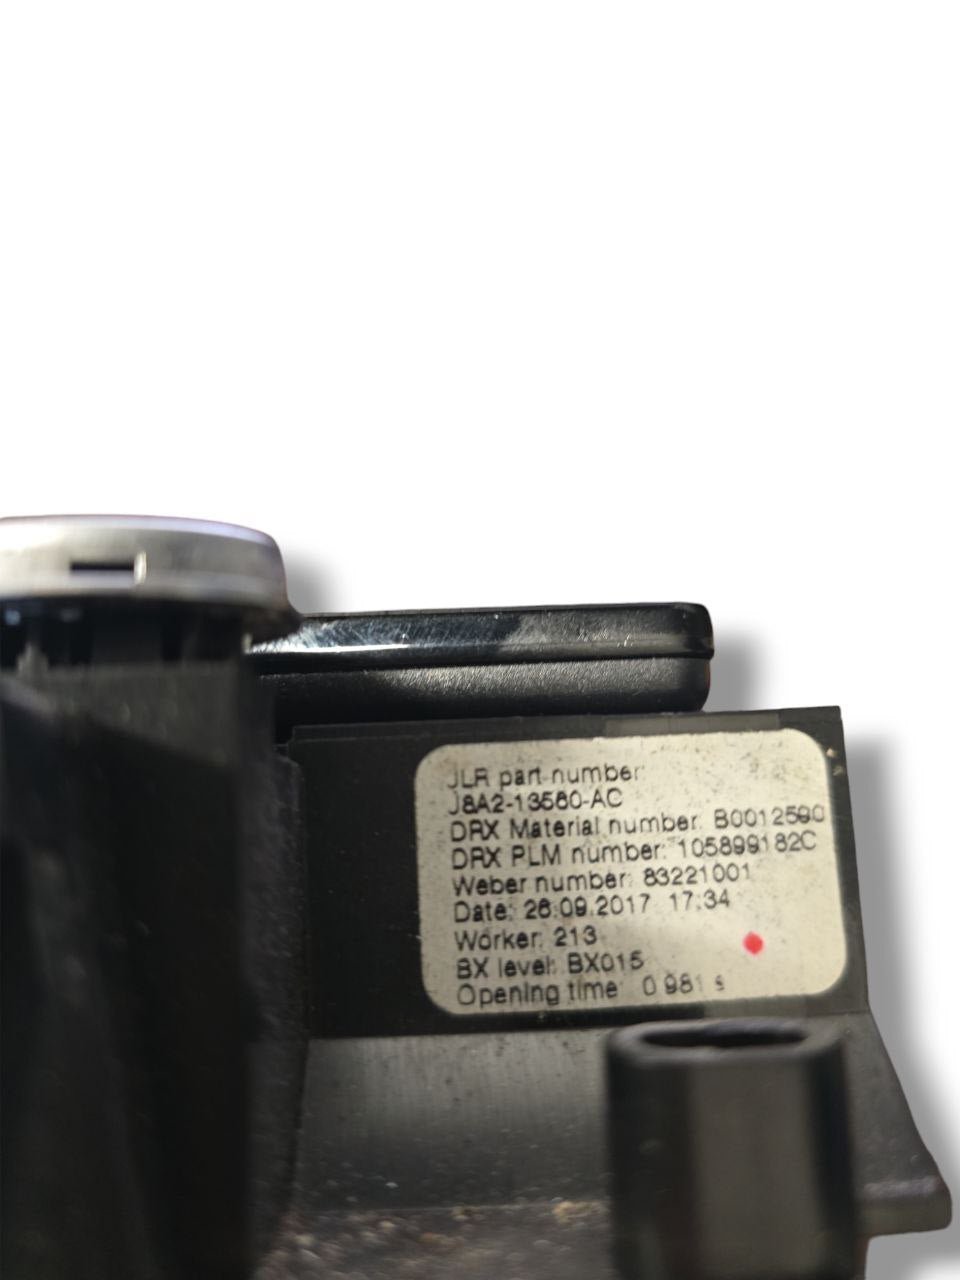 JLR part number:
J8A2-13580-AC
DRX Material number: B0012590
DRX PLM number: 105899182C
Weber number: 83221001
Date: 26.09.2017 17:34
Worker: 213
BX level: BX015
Opening time: 0.981 s